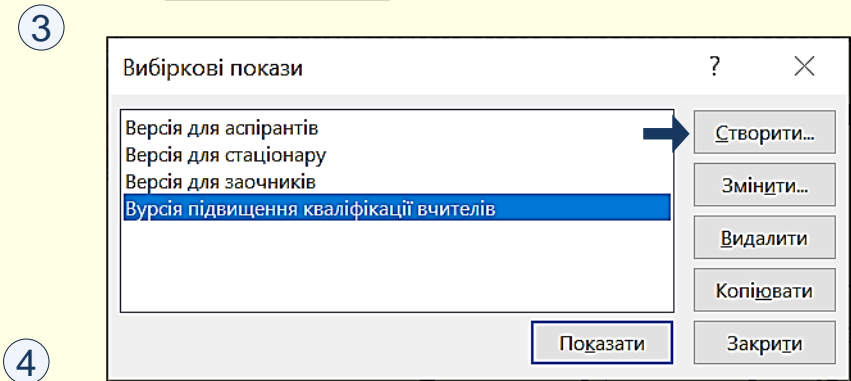 3
Вибіркові покази ?
Версія для аспірантів
Версія для стаціонару
Версія для заочників
Вурсія підвищення кваліфікації вчителів
Створити...
Змінити...
Видалити
Копіювати
Показати
Закрити
4